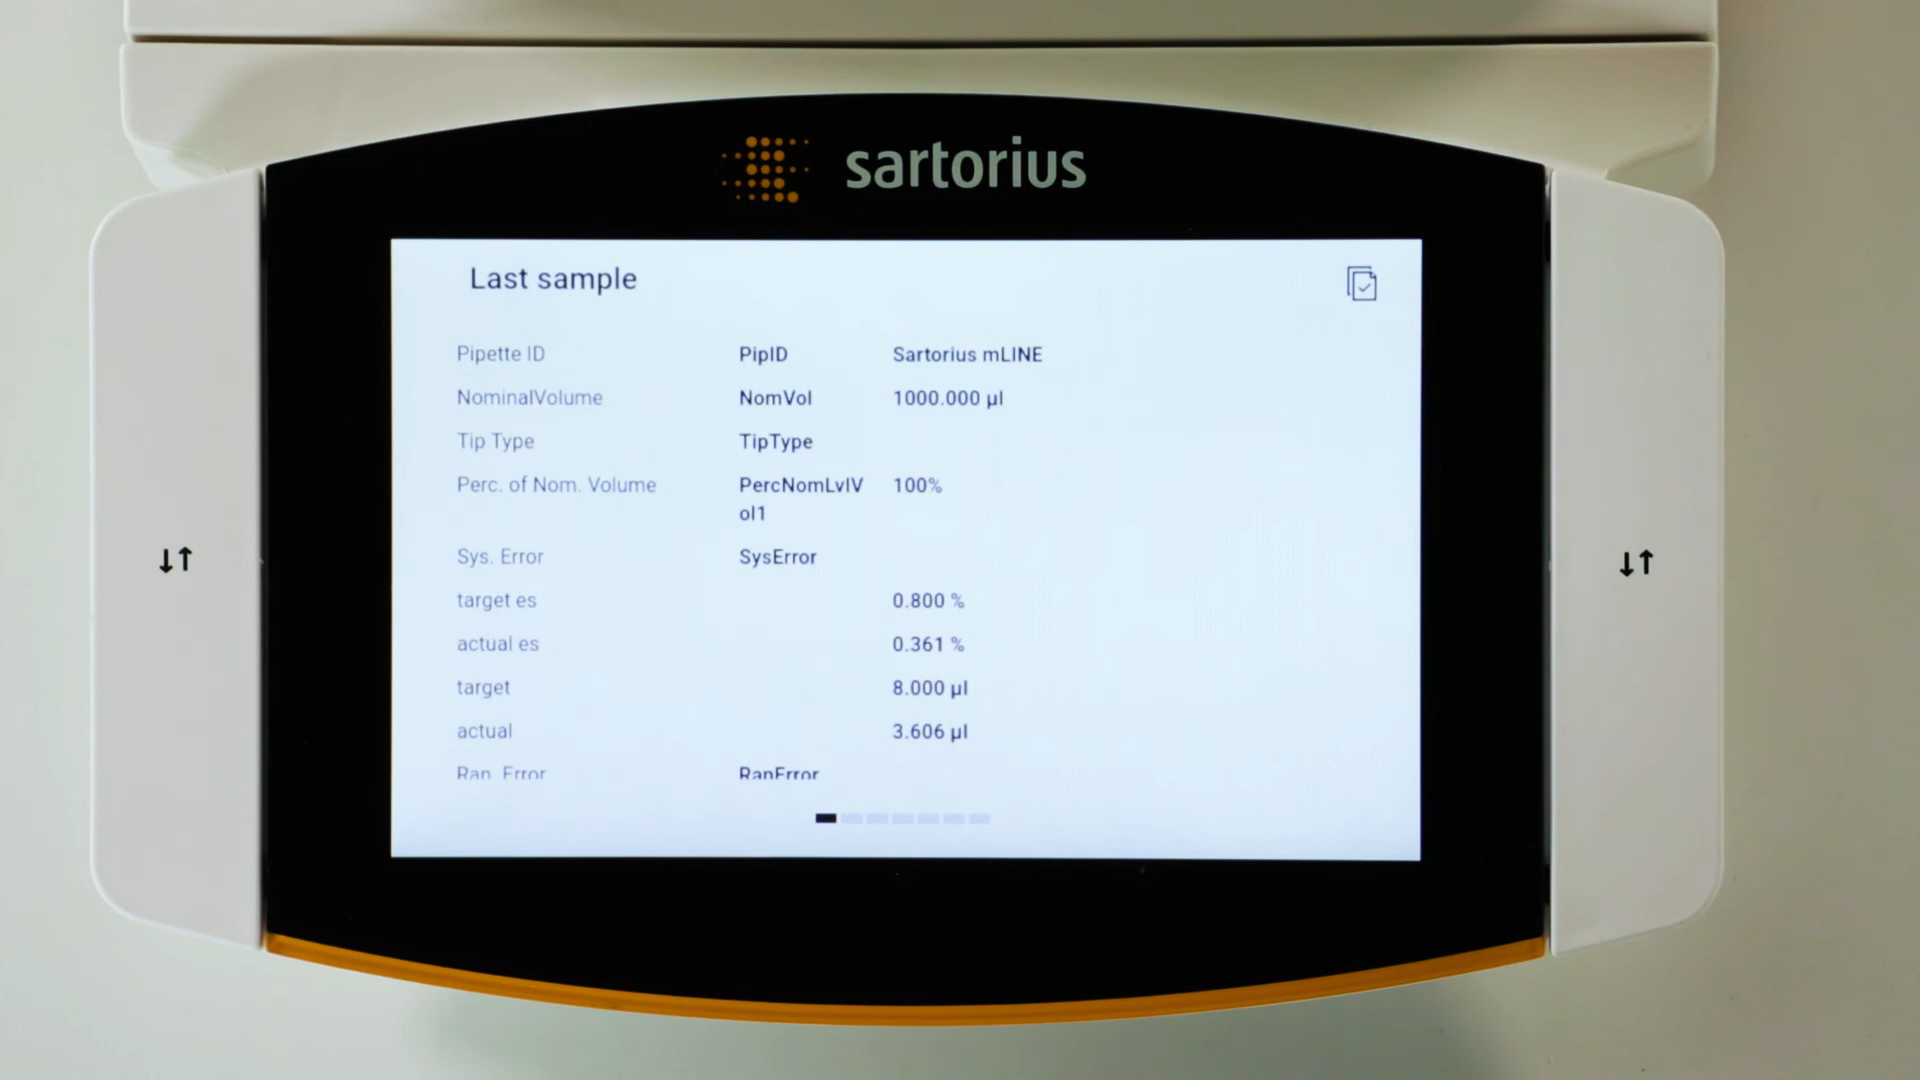 sartorius
Last sample
Pipette ID PipID Sartorius mLINE
NominalVolume NomVol 1000.000 µl
Tip Type TipType
Perc. of Nom. Volume PercNomLvlV 100%
ol1
Sys. Error SysError
target es 0.800 %
actual es 0.361 %
target 8.000 µl
actual 3.606 µl
Ran. Error RanError